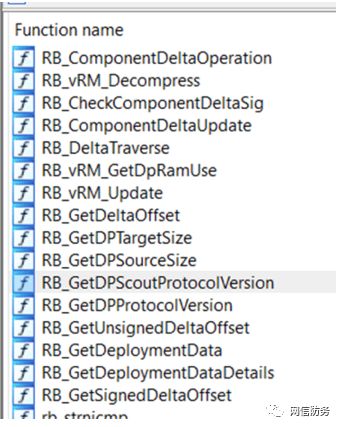 Function name
f RB_ComponentDeltaOperation
f RB_vRM_Decompress
f RB_CheckComponentDeltaSig
f RB_ComponentDeltaUpdate
f RB_DeltaTraverse
f RB_vRM_GetDpRamUse
f RB_vRM_Update
f RB_GetDeltaOffset
f RB_GetDPTargetSize
f RB_GetDPSourceSize
f RB_GetDPScoutProtocolVersion
f RB_GetDPProtocolVersion
f RB_GetUnsignedDeltaOffset
f RB_GetDeploymentData
f RB_GetDeploymentDataDetails
f RB_GetSignedDeltaOffset
f rb_strnicmp
网信防务